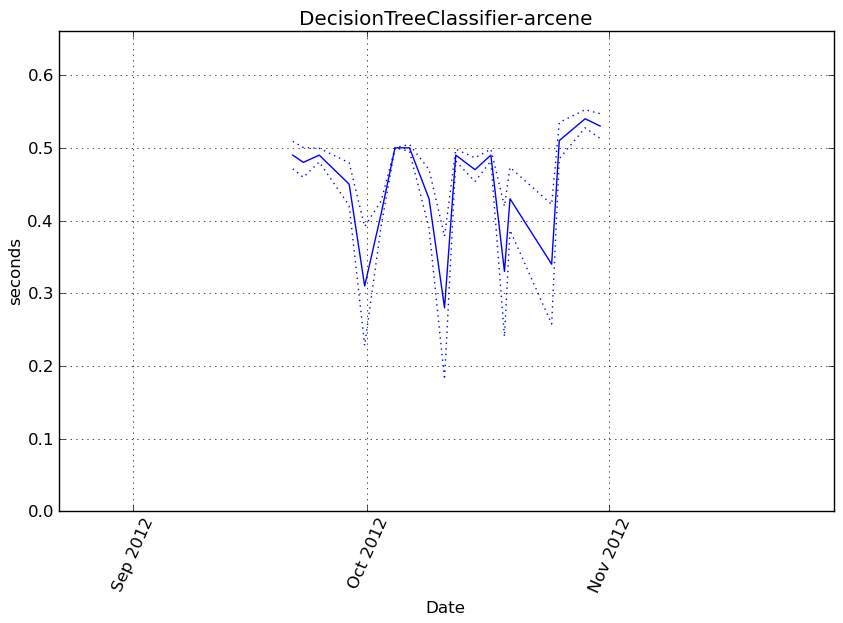 DecisionTreeClassifier-arcene
0.6
0.5
0.4
0.3
0.2
0.1
0.0
seconds
Sep 2012
Oct 2012
Nov 2012
Date